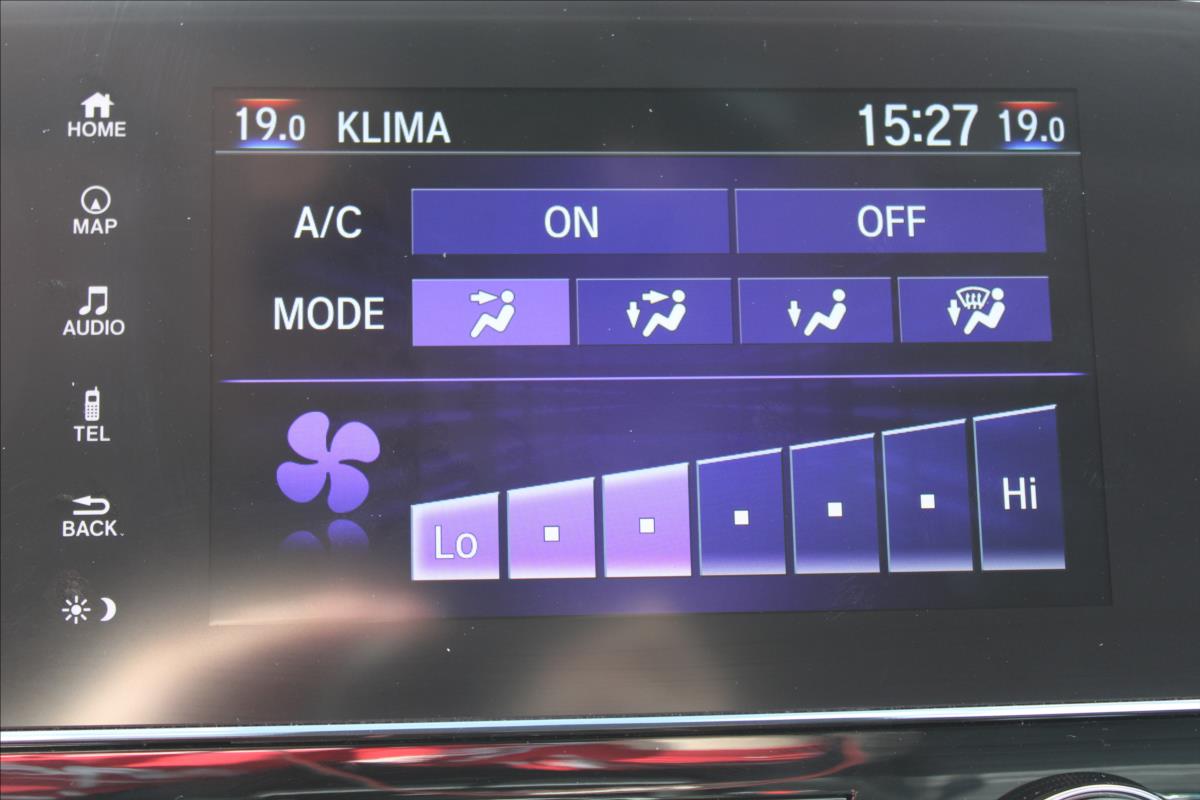 HOME
MAP
AUDIO
TEL
BACK
19.0 KLIMA 15:27 19.0
A/C ON OFF
MODE
Lo Hi